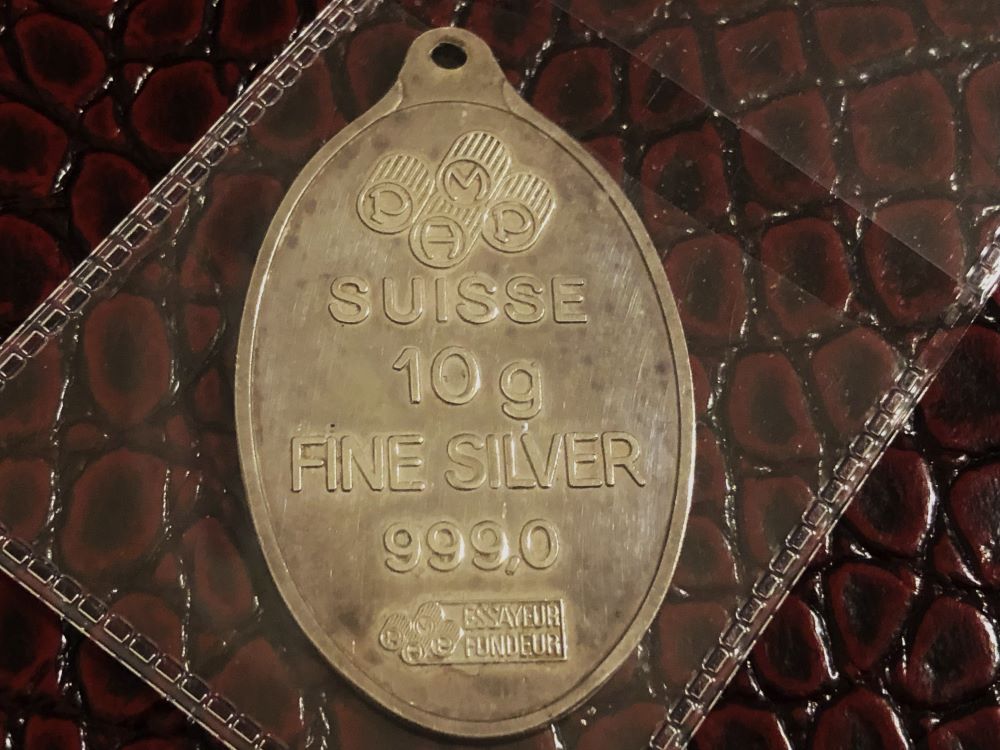 PAMP
SUISSE
10 g
FINE SILVER
999,0
ESSAYEUR
FONDEUR